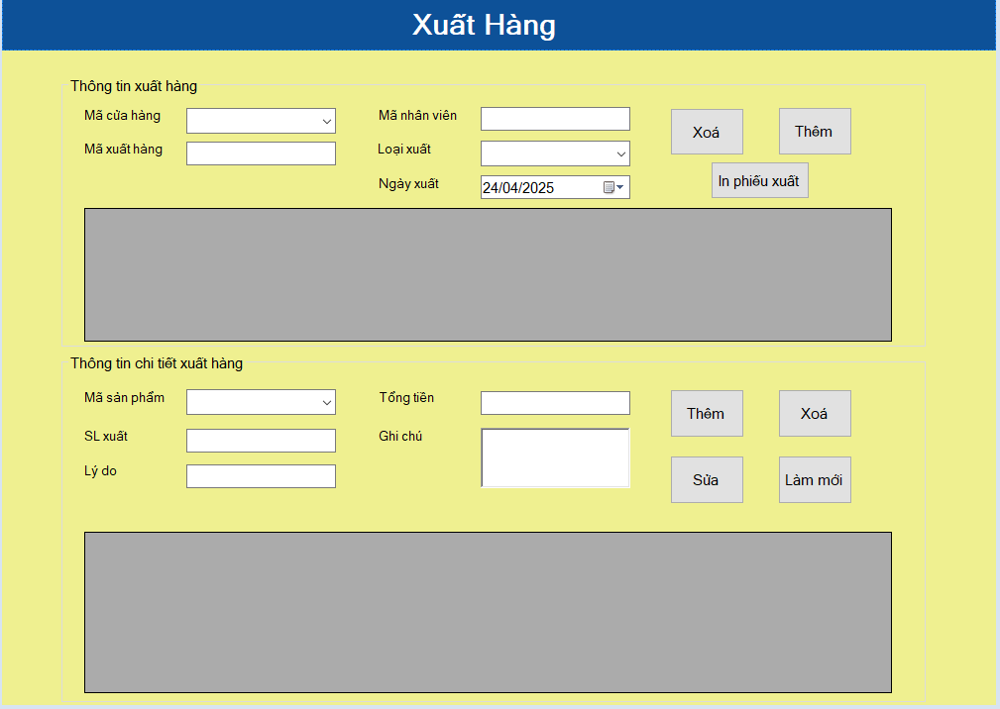 Xuất Hàng
Thông tin xuất hàng
Mã cửa hàng
Mã nhân viên
Xoá
Thêm
Mã xuất hàng
Loại xuất
Ngày xuất
24/04/2025
In phiếu xuất
Thông tin chi tiết xuất hàng
Mã sản phẩm
Tổng tiền
Thêm
Xoá
SL xuất
Ghi chú
Lý do
Sửa
Làm mới